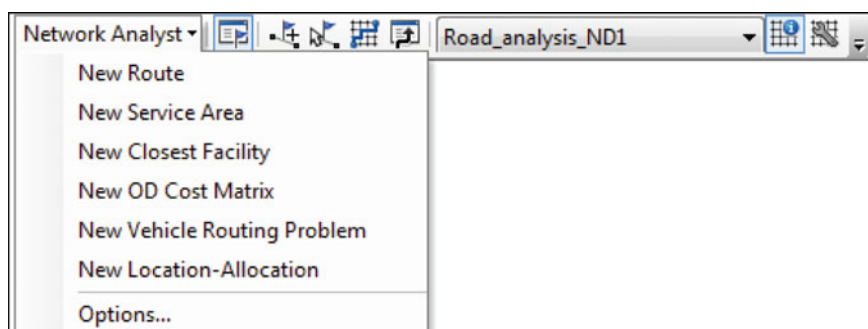 Network Analyst Road_analysis_ND1
New Route
New Service Area
New Closest Facility
New OD Cost Matrix
New Vehicle Routing Problem
New Location-Allocation
Options...